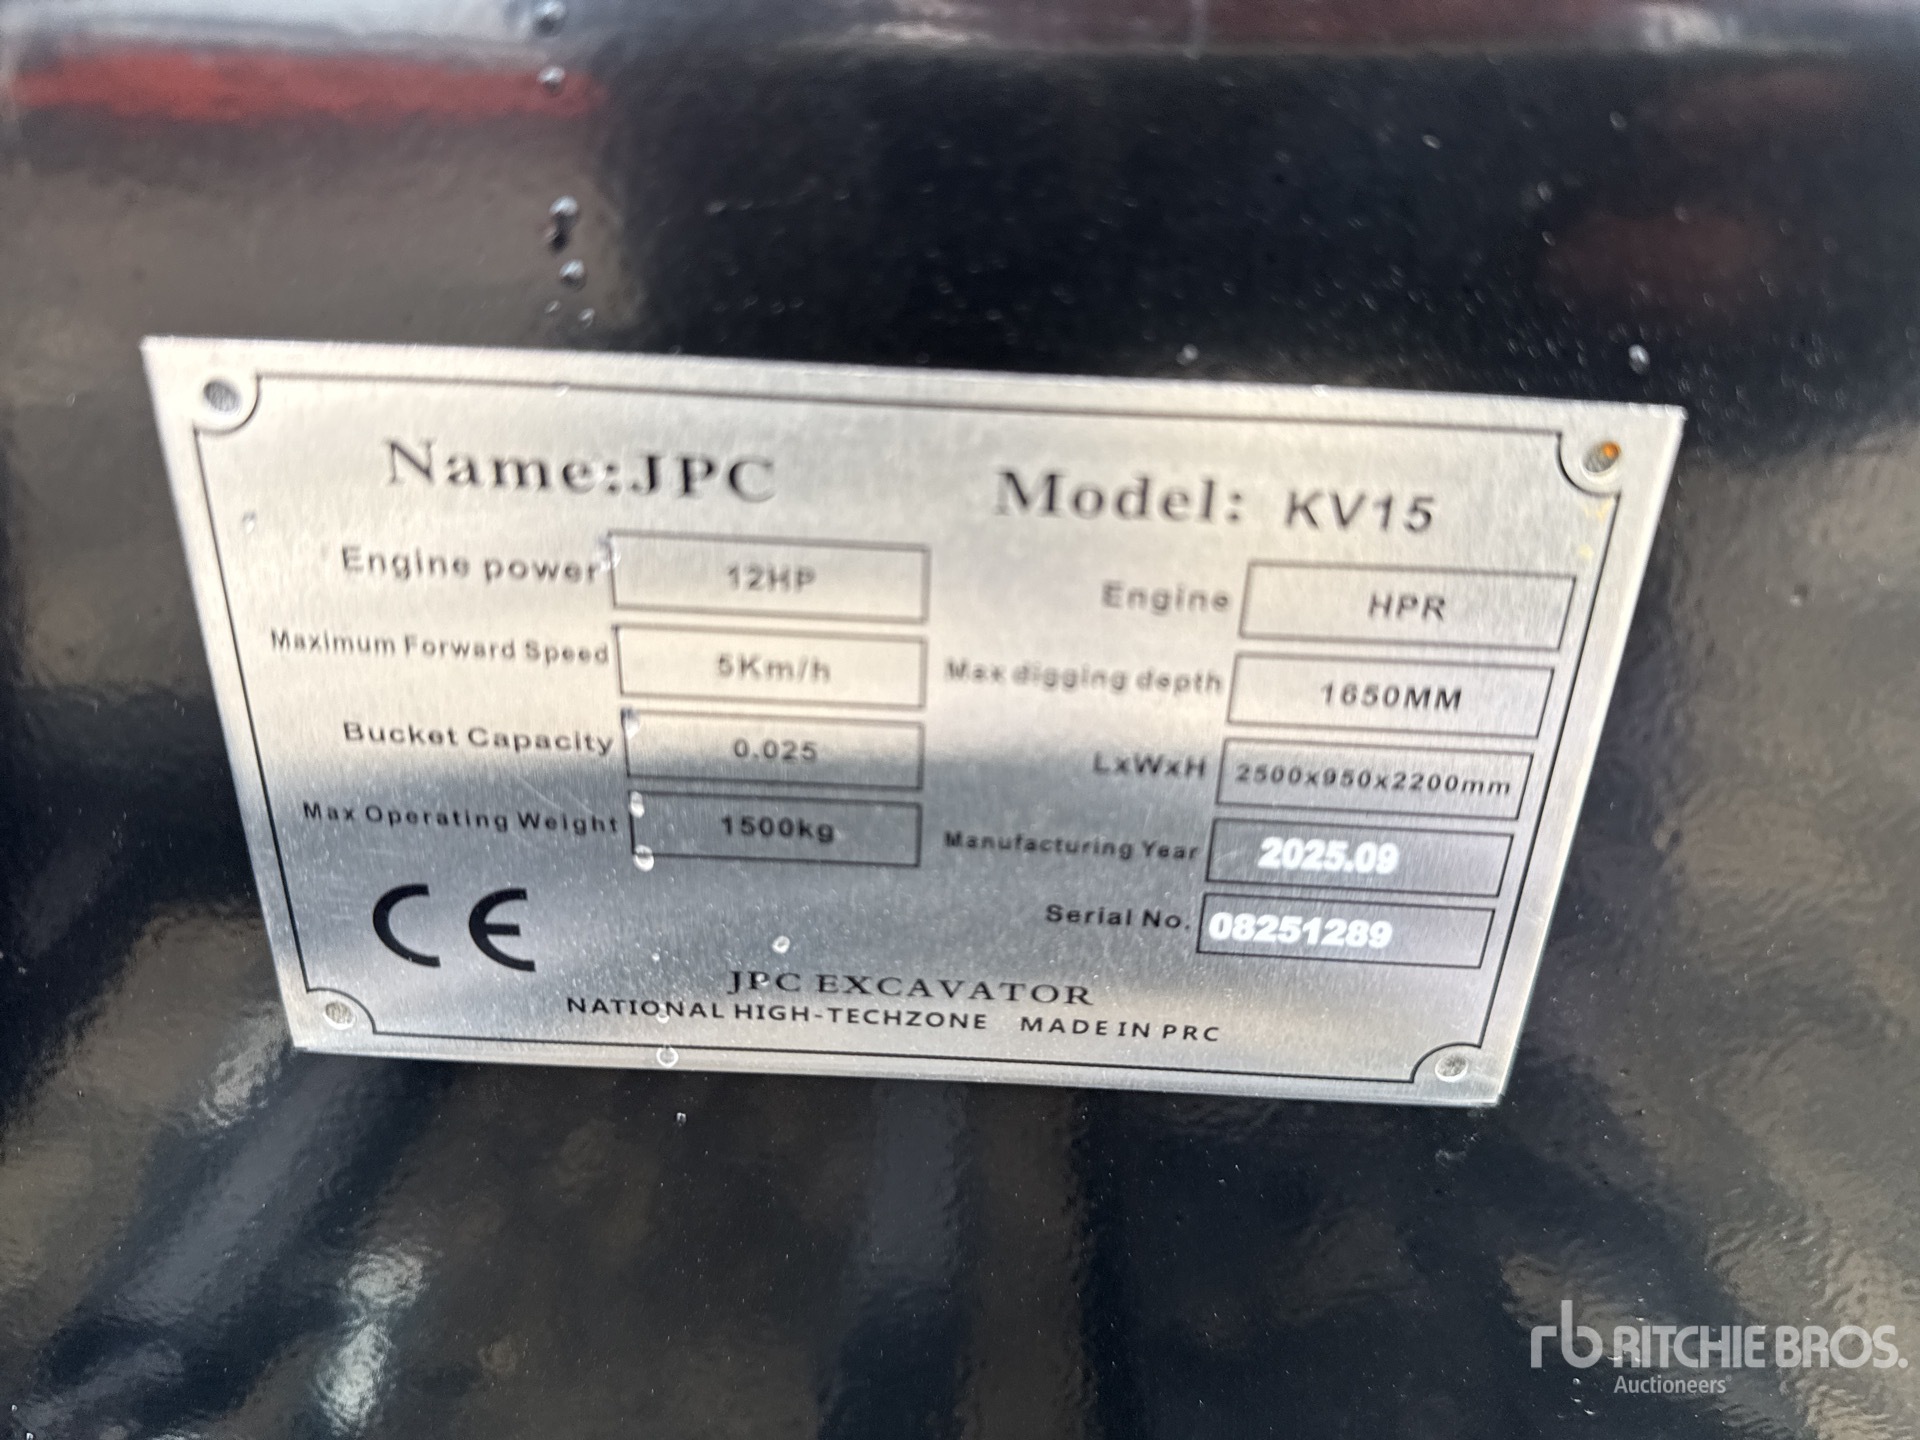 Name:JPC Model: KV15
Engine power 12HP Engine HPR
Maximum Forward Speed 5Km/h Max digging depth 1650MM
Bucket Capacity 0.025 LxWxH 2500x950x2200mm
Max Operating Weight 1500kg Manufacturing Year 2025.09
CE Serial No. 08251289
JPC EXCAVATOR
NATIONAL HIGH-TECHZONE MADE IN PRC
rb RITCHIE BROS.
Auctioneers